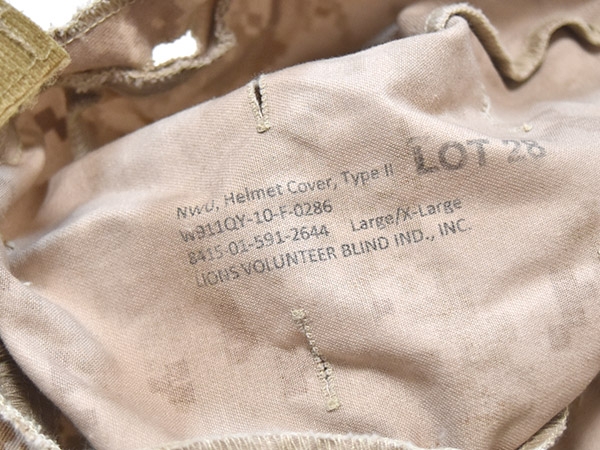 LOT 28
NWU, Helmet Cover, Type II
W911QY-10-F-0286
8415-01-591-2644 Large/X-Large
LIONS VOLUNTEER BLIND IND., INC.